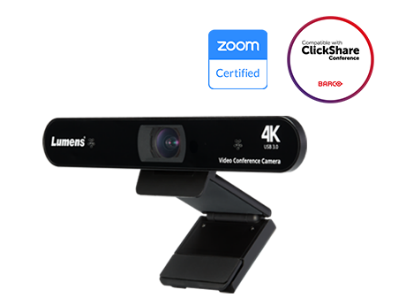 zoom
Certified
Compatible with
ClickShare
Conference
BARCO
Lumens
4K
USB 3.0
Video Conference Camera